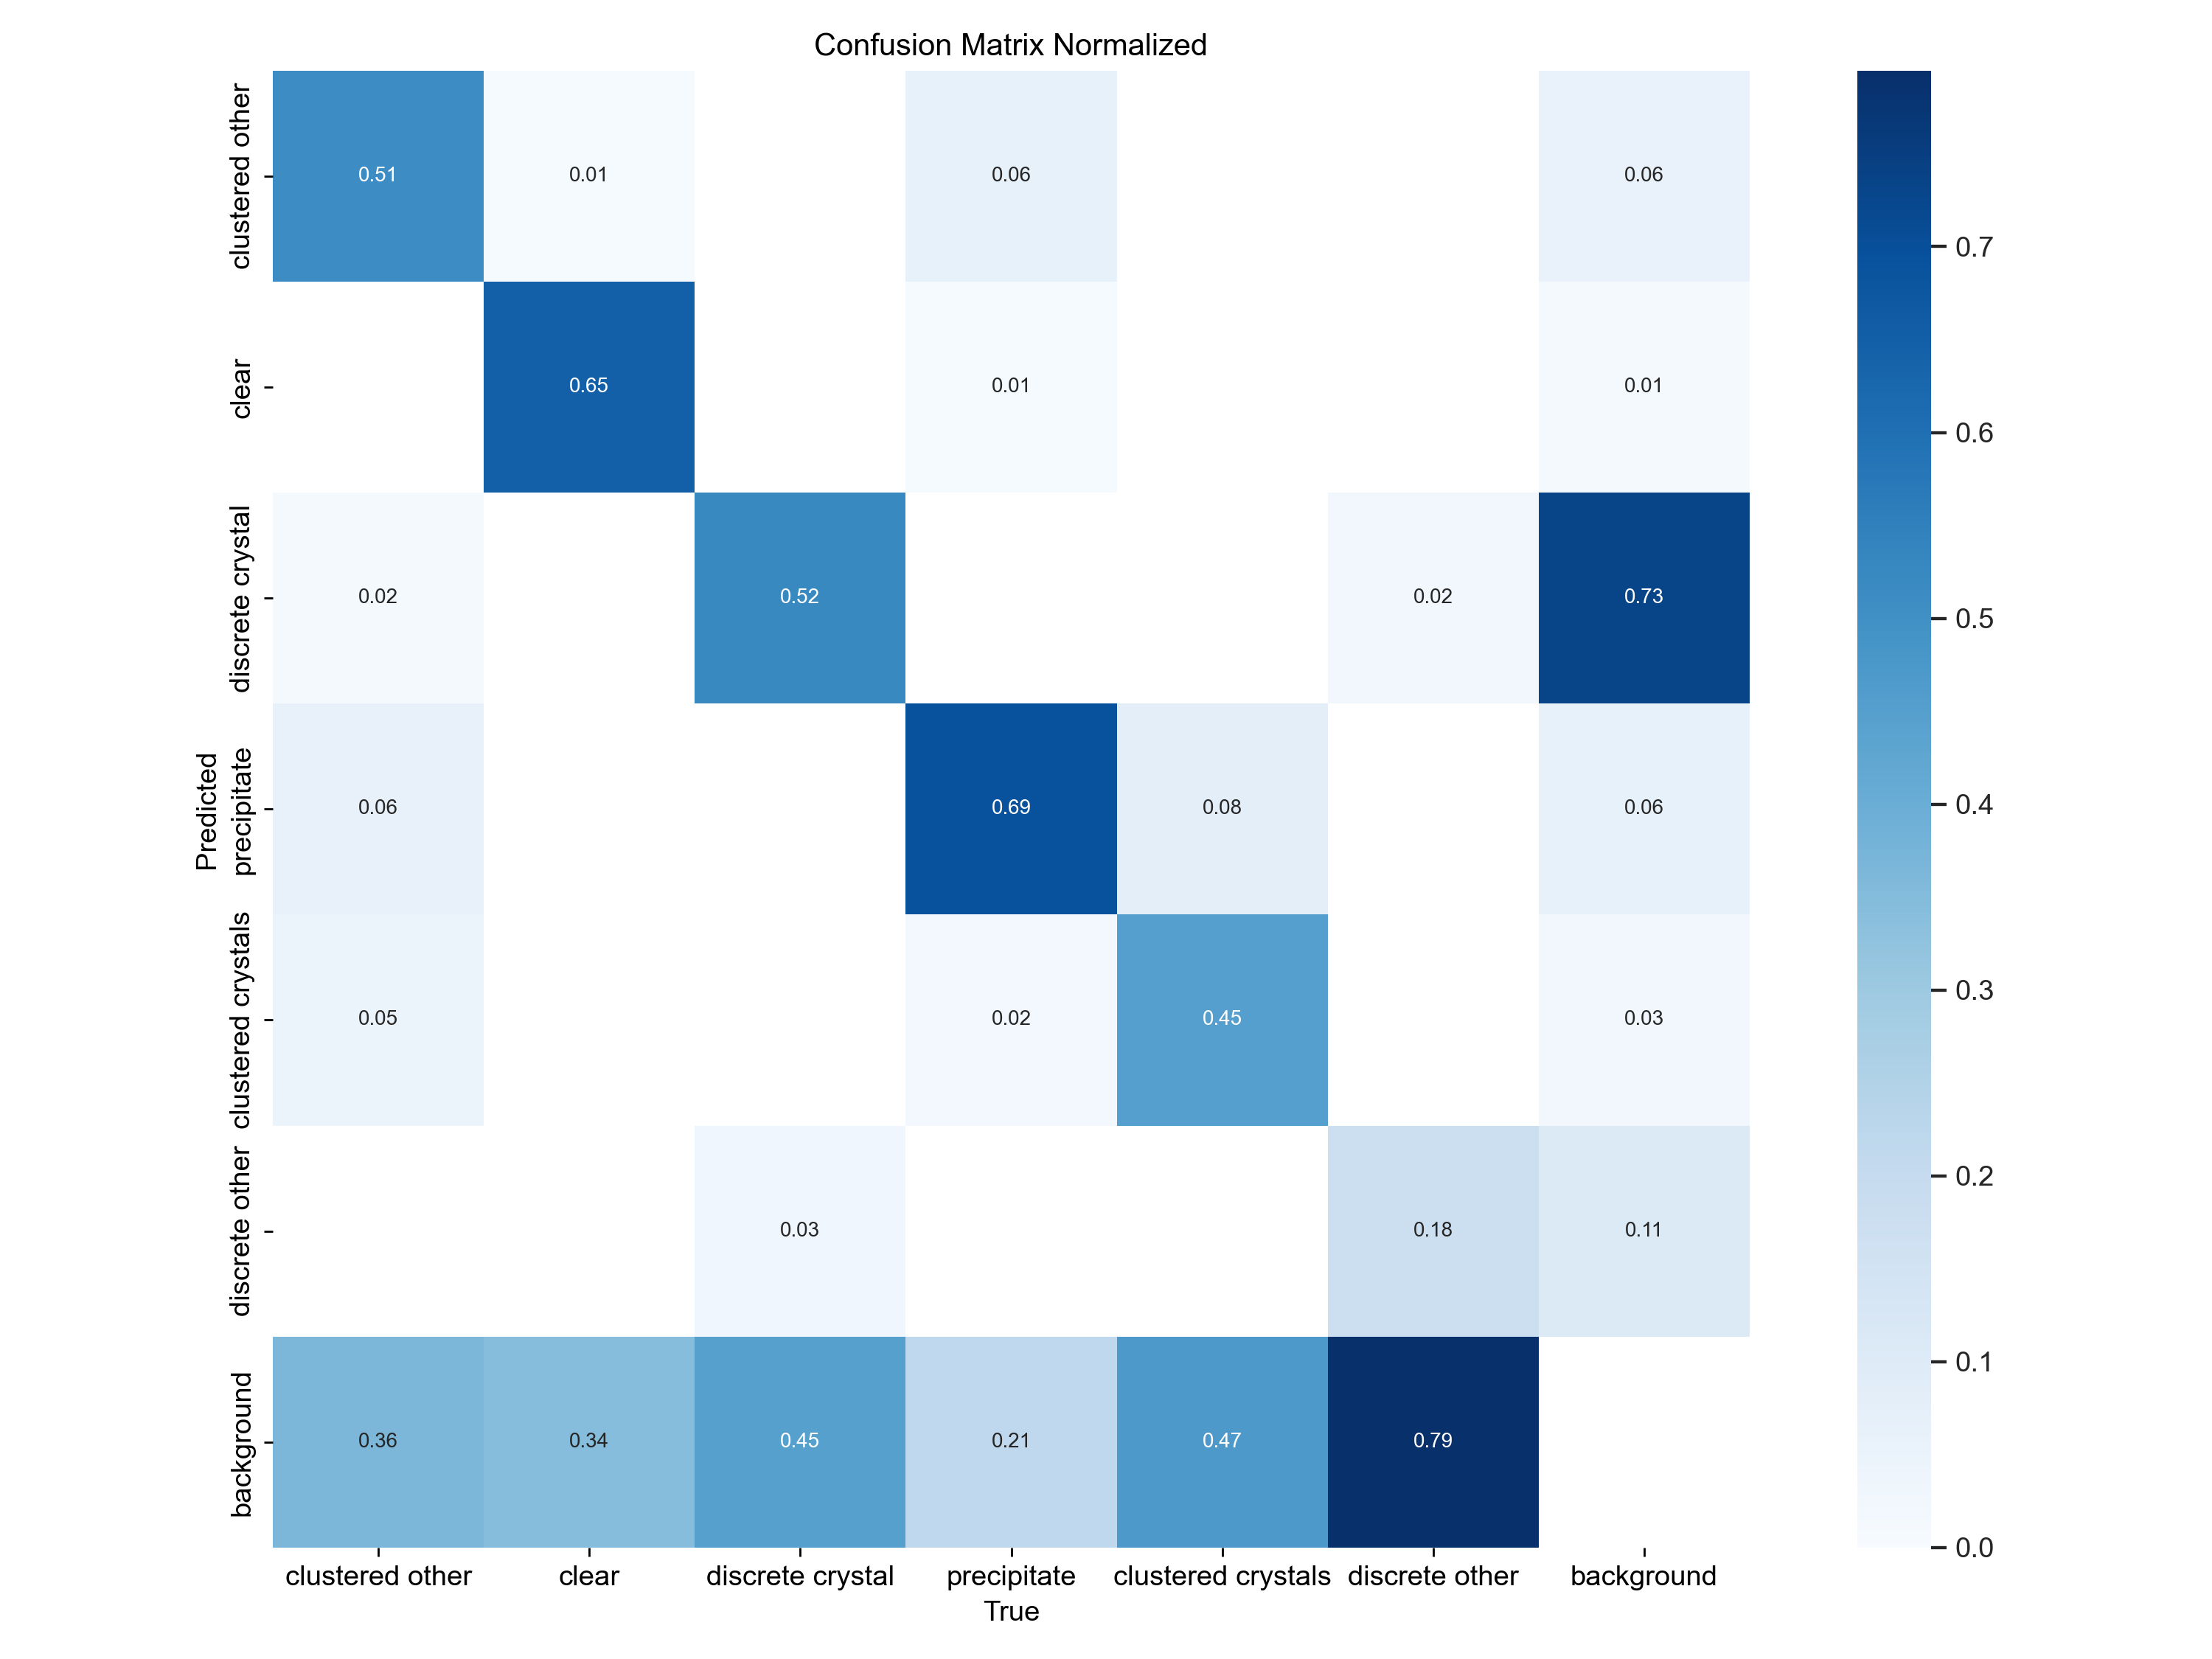 Confusion Matrix Normalized
clustered other
0.51
0.01
0.06
0.06
clear
0.65
0.01
0.01
discrete crystal
0.02
0.52
0.02
0.73
Predicted
precipitate
0.06
0.69
0.08
0.06
clustered crystals
0.05
0.02
0.45
0.03
discrete other
0.03
0.18
0.11
background
0.36
0.34
0.45
0.21
0.47
0.79
clustered other
clear
discrete crystal
precipitate
clustered crystals
discrete other
background
True
0.7
0.6
0.5
0.4
0.3
0.2
0.1
0.0